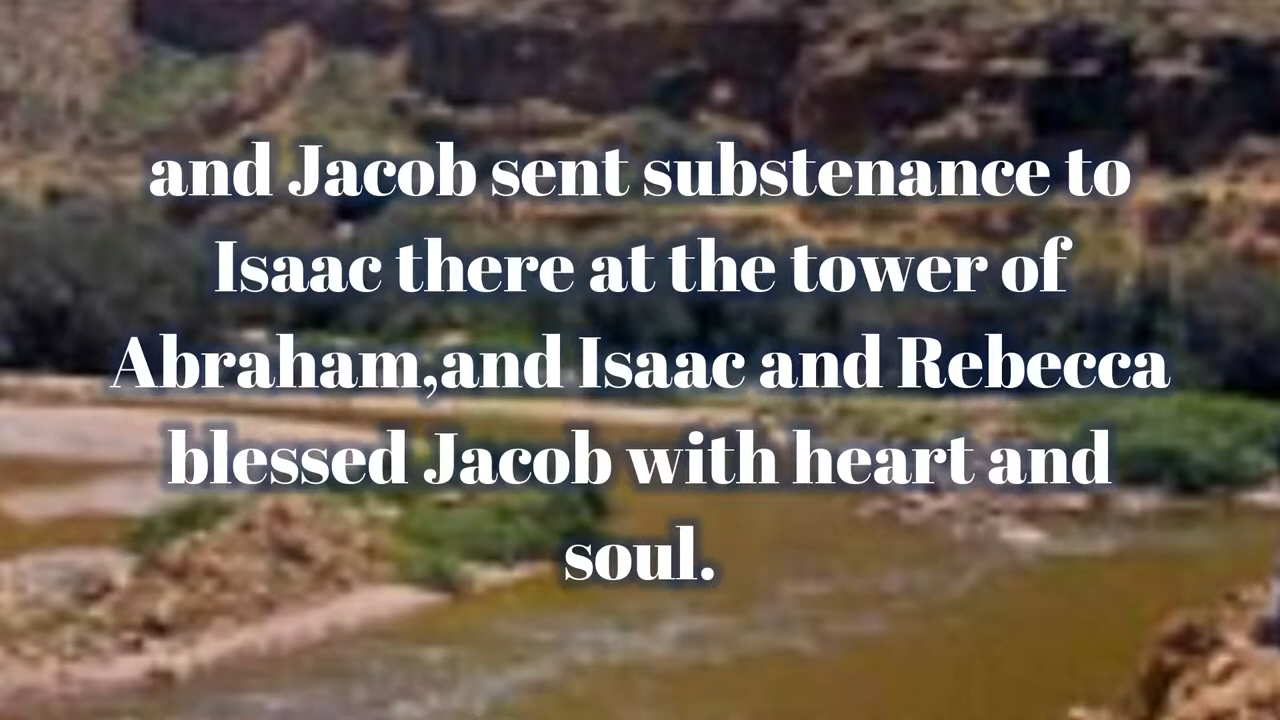 and Jacob sent substenance to
Isaac there at the tower of
Abraham,and Isaac and Rebecca
blessed Jacob with heart and
soul.